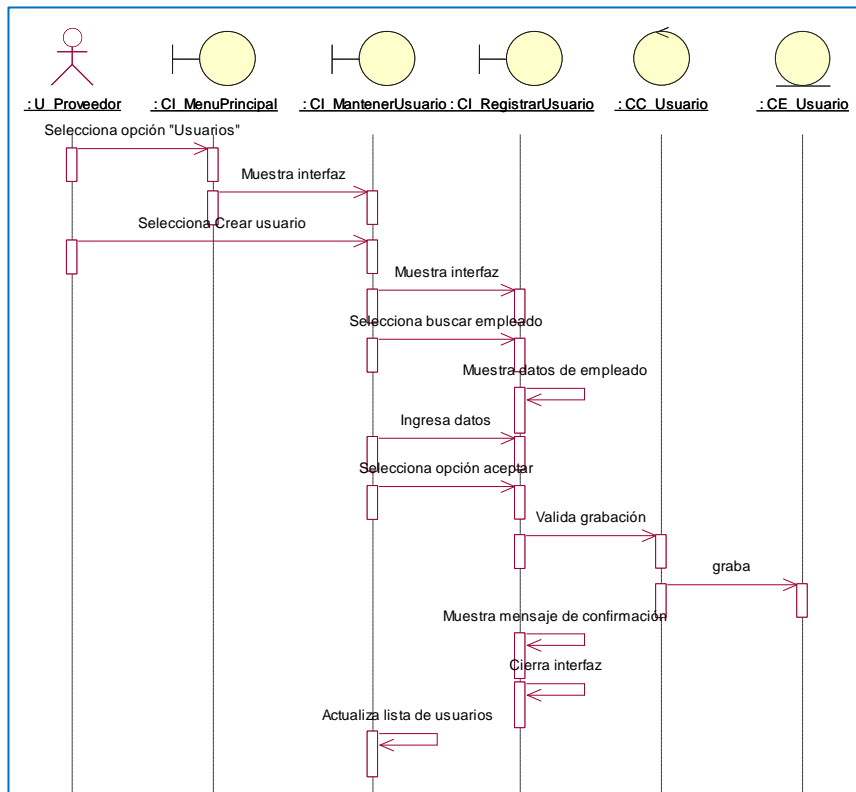 : U_Proveedor
: CI_MenuPrincipal
: CI_MantenerUsuario
: CI_RegistrarUsuario
: CC_Usuario
: CE_Usuario
Selecciona opción "Usuarios"
Muestra interfaz
Selecciona Crear usuario
Muestra interfaz
Selecciona buscar empleado
Muestra datos de empleado
Ingresa datos
Selecciona opción aceptar
Valida grabación
graba
Muestra mensaje de confirmación
Cierra interfaz
Actualiza lista de usuarios